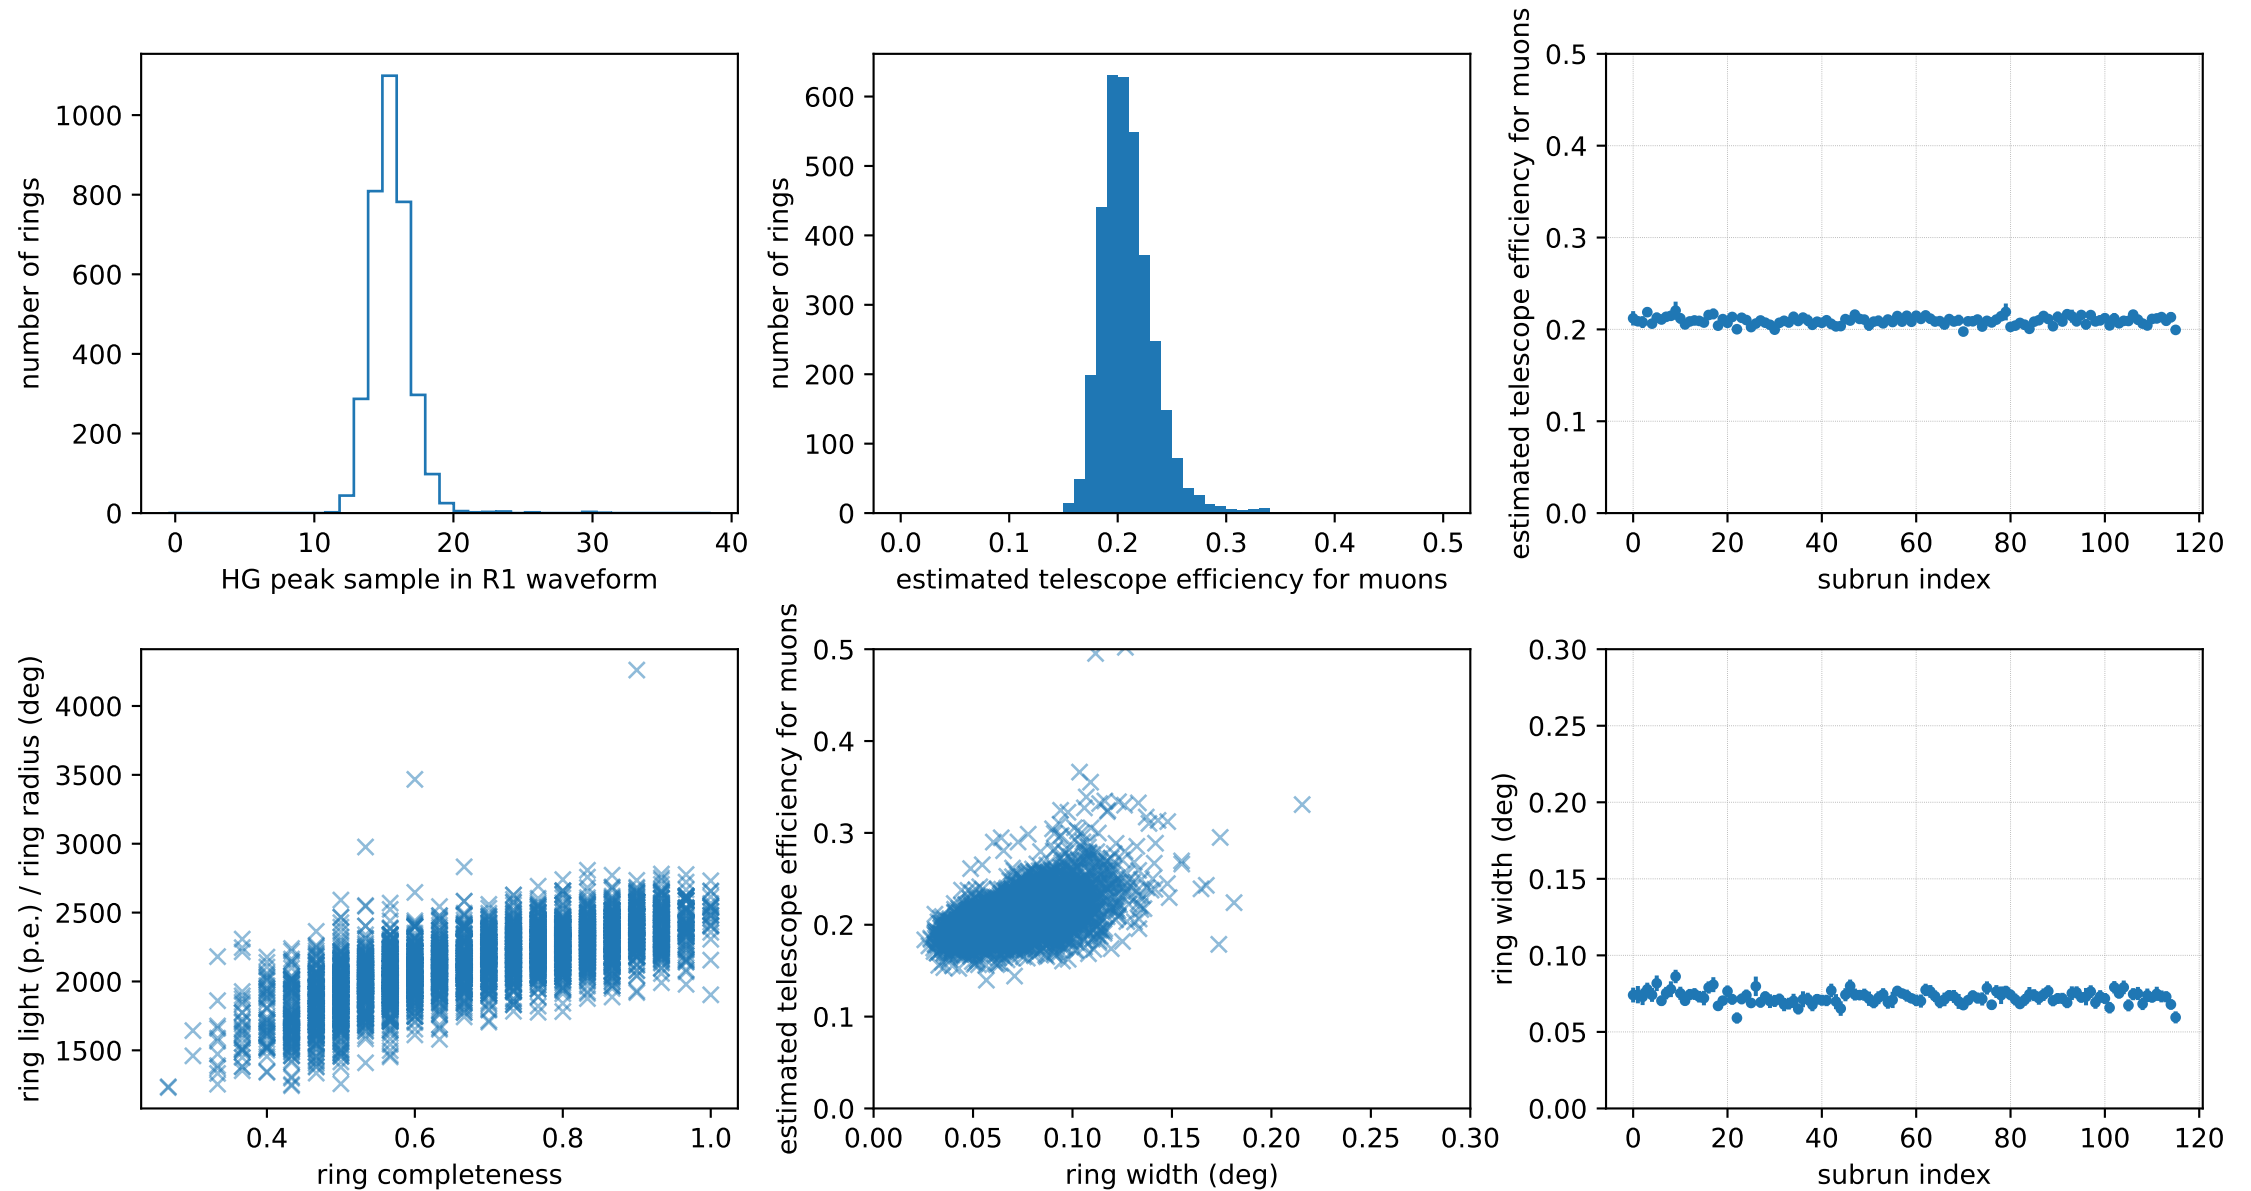 number of rings
1000
800
600
400
200
0
0 10 20 30 40
HG peak sample in R1 waveform
number of rings
600
500
400
300
200
100
0
0.0 0.1 0.2 0.3 0.4 0.5
estimated telescope efficiency for muons
estimated telescope efficiency for muons
0.5
0.4
0.3
0.2
0.1
0.0
0 20 40 60 80 100 120
subrun index
ring light (p.e.) / ring radius (deg)
4000
3500
3000
2500
2000
1500
0.4 0.6 0.8 1.0
ring completeness
estimated telescope efficiency for muons
0.5
0.4
0.3
0.2
0.1
0.0
0.00 0.05 0.10 0.15 0.20 0.25 0.30
ring width (deg)
ring width (deg)
0.30
0.25
0.20
0.15
0.10
0.05
0.00
0 20 40 60 80 100 120
subrun index